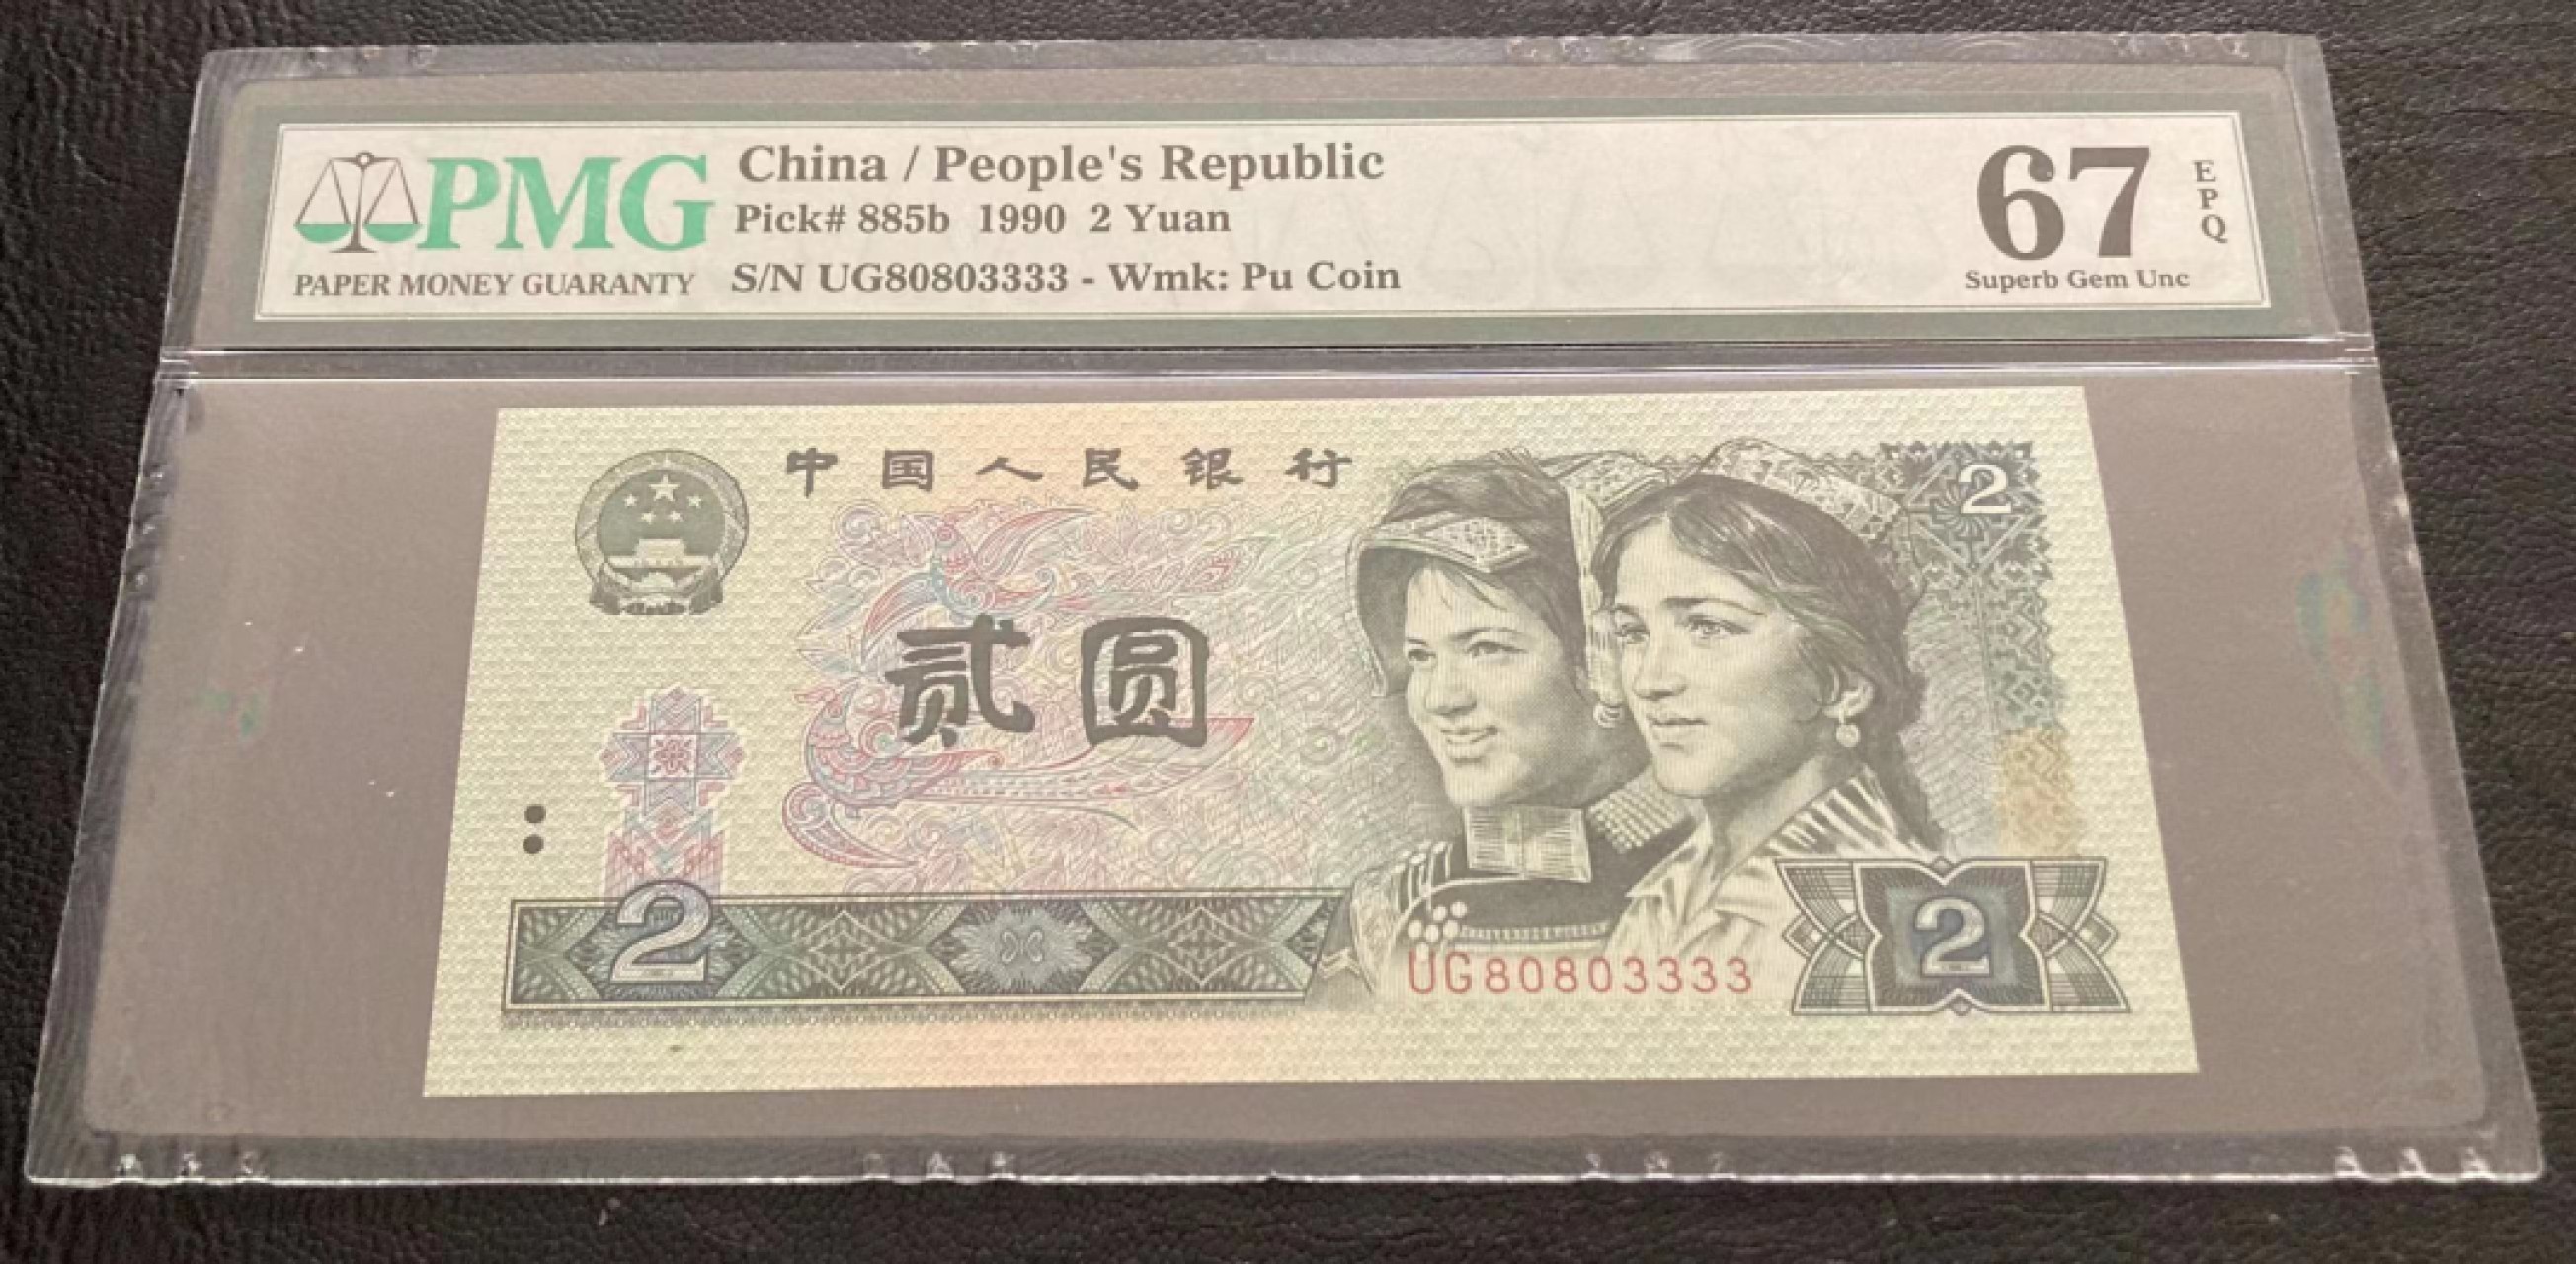 PMG
PAPER MONEY GUARANTY
China / People's Republic
Pick# 885b 1990 2 Yuan
S/N UG80803333 - Wmk: Pu Coin
67
EPQ
Superb Gem Unc
中国人民银行
2
贰圆
2
UG80803333
2